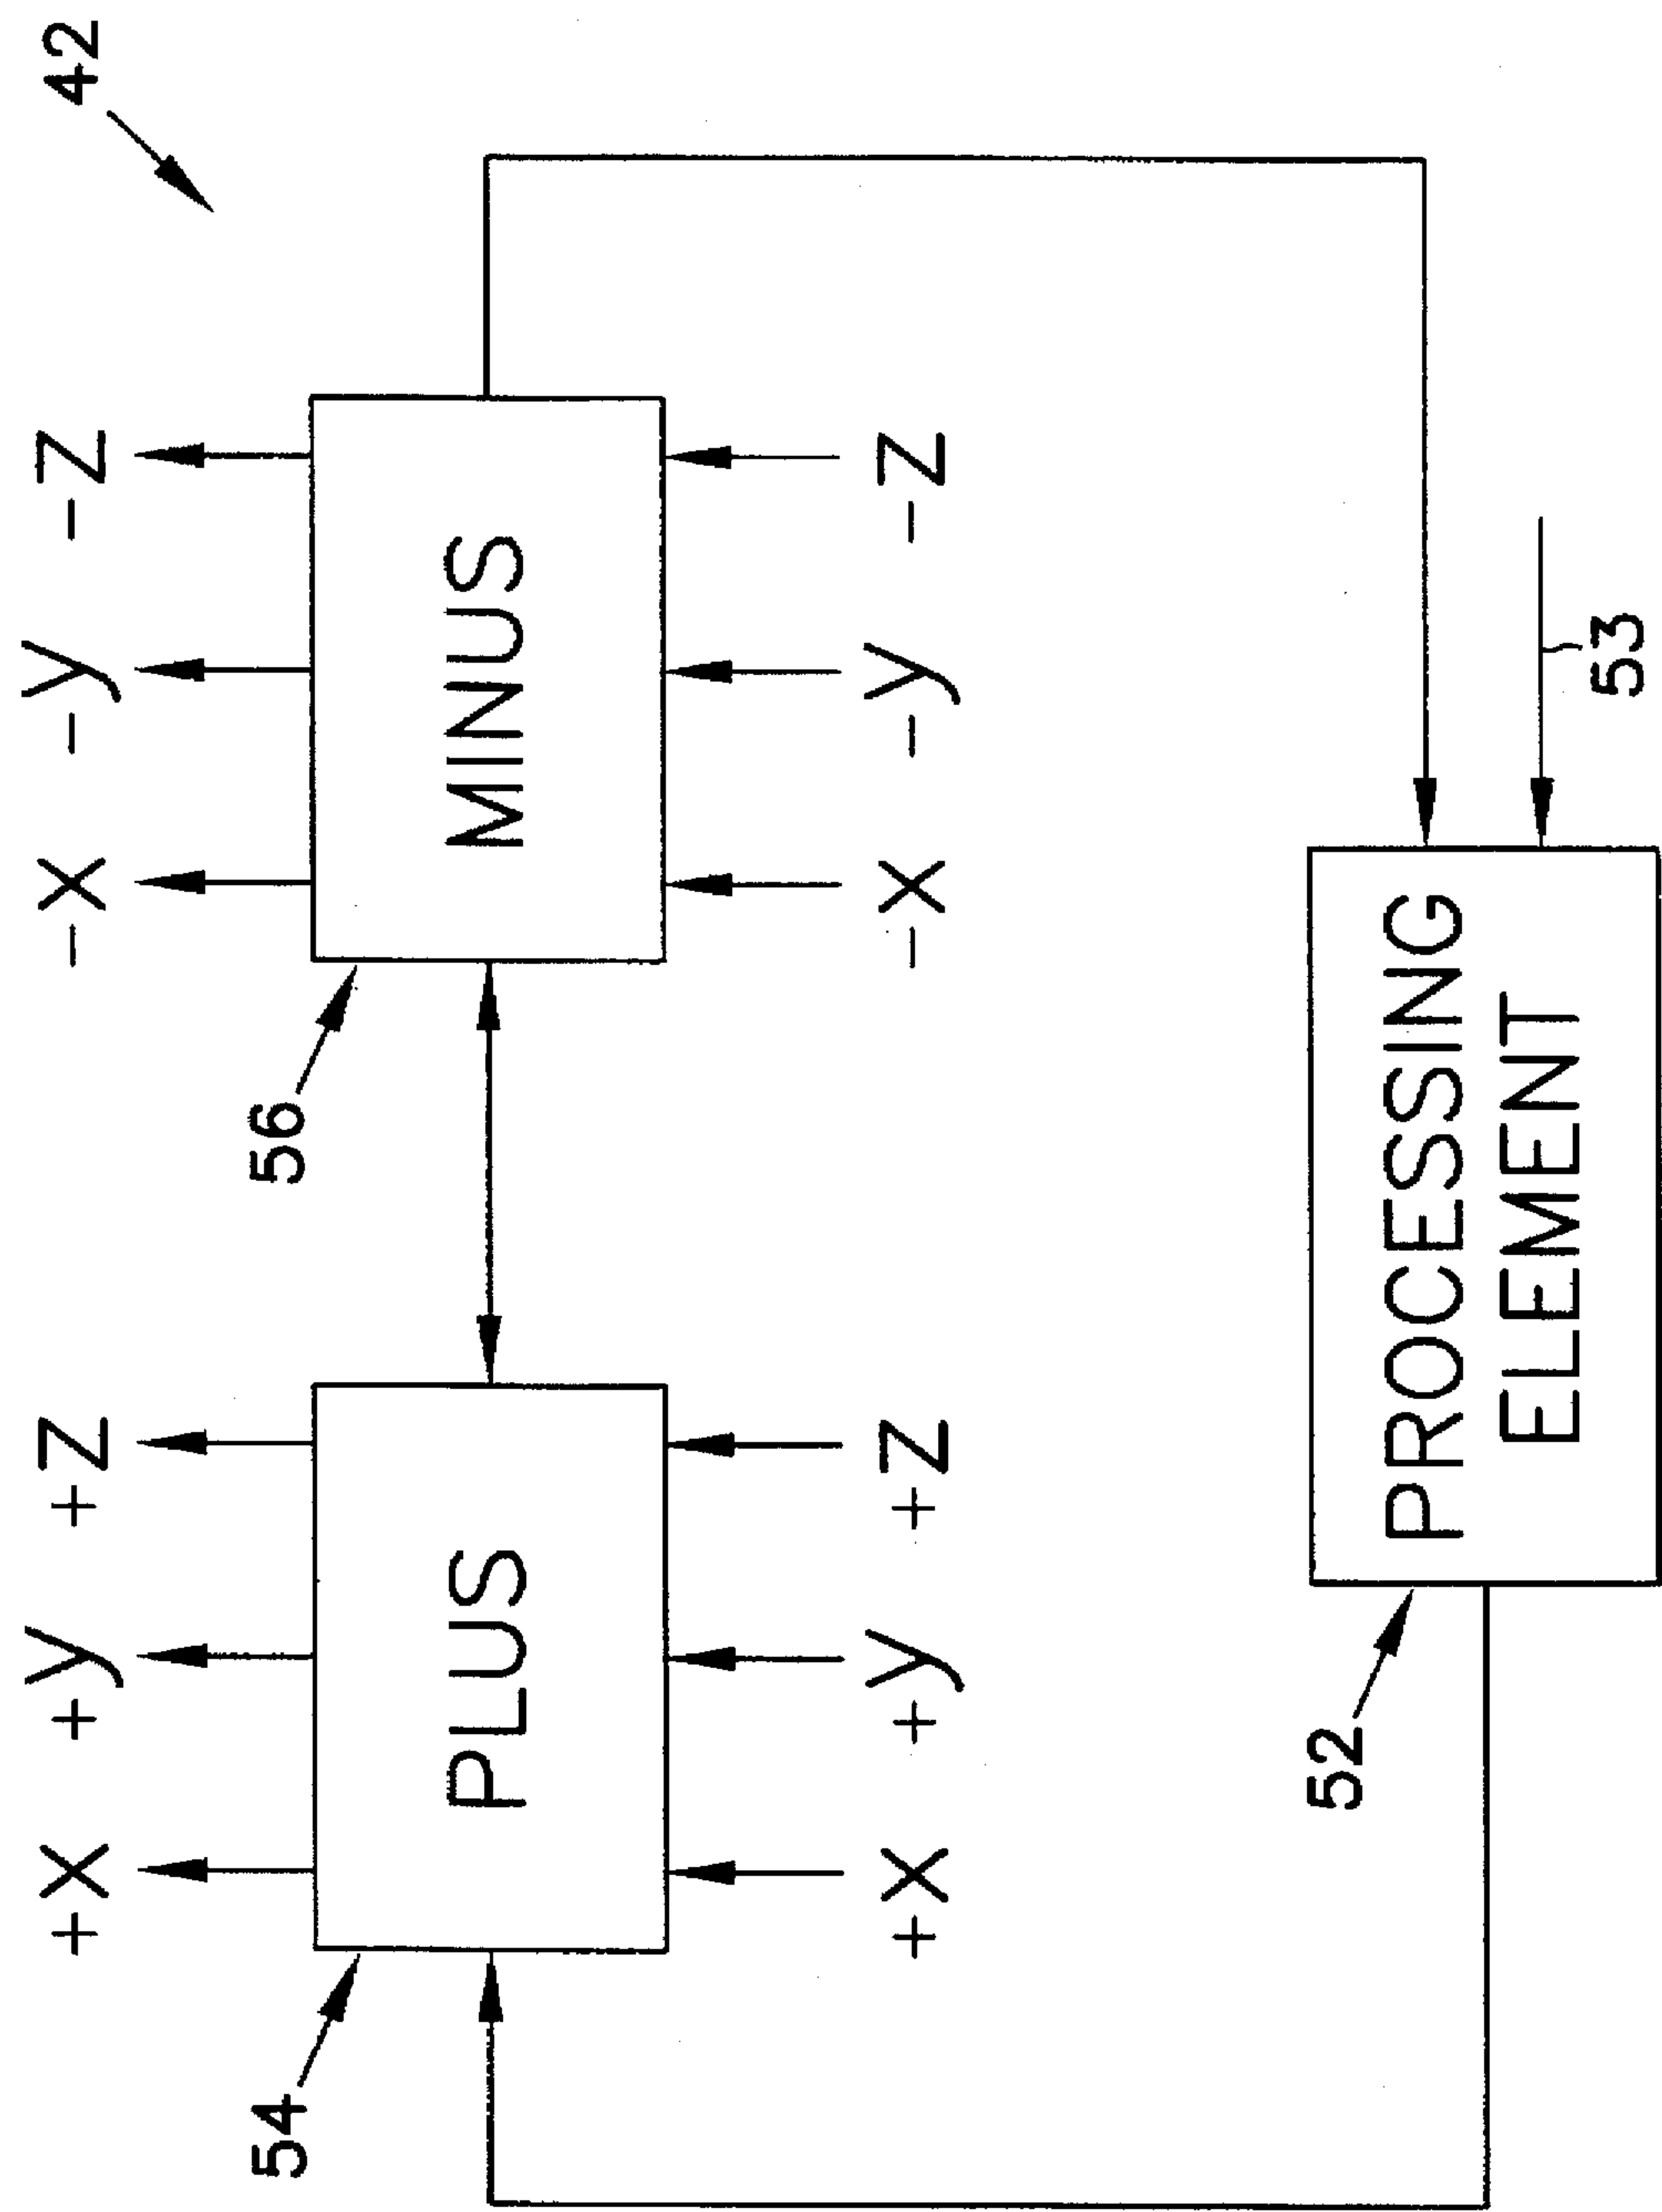 42
+X +y +Z -X -y -Z
54 56
PLUS MINUS
+X +y +Z -X -y -Z
52
PROCESSING
ELEMENT
53